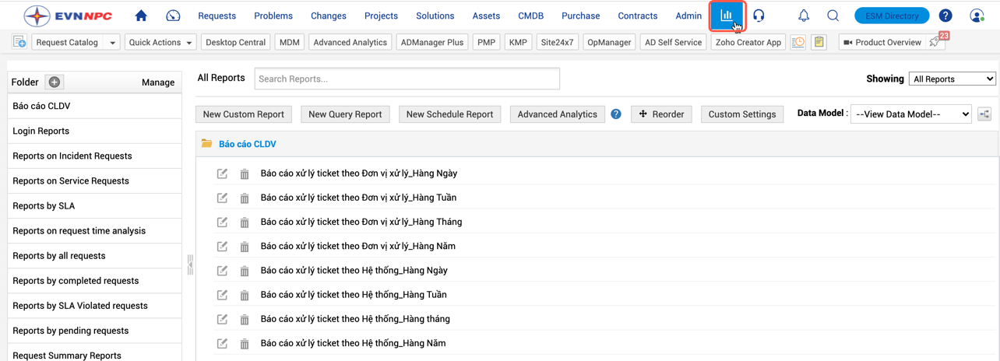 EVNNPC Requests Problems Changes Projects Solutions Assets CMDB Purchase Contracts Admin ESM Directory ?
Request Catalog Quick Actions Desktop Central MDM Advanced Analytics ADManager Plus PMP KMP Site24x7 OpManager AD Self Service Zoho Creator App Product Overview 23
Folder Manage
Báo cáo CLDV
Login Reports
Reports on Incident Requests
Reports on Service Requests
Reports by SLA
Reports on request time analysis
Reports by all requests
Reports by completed requests
Reports by SLA Violated requests
Reports by pending requests
Request Summary Reports
All Reports Search Reports... Showing All Reports
New Custom Report New Query Report New Schedule Report Advanced Analytics ? Reorder Custom Settings Data Model : --View Data Model--
Báo cáo CLDV
Báo cáo xử lý ticket theo Đơn vị xử lý_Hàng Ngày
Báo cáo xử lý ticket theo Đơn vị xử lý_Hàng Tuần
Báo cáo xử lý ticket theo Đơn vị xử lý_Hàng Tháng
Báo cáo xử lý ticket theo Đơn vị xử lý_Hàng Năm
Báo cáo xử lý ticket theo Hệ thống_Hàng Ngày
Báo cáo xử lý ticket theo Hệ thống_Hàng Tuần
Báo cáo xử lý ticket theo Hệ thống_Hàng tháng
Báo cáo xử lý ticket theo Hệ thống_Hàng Năm